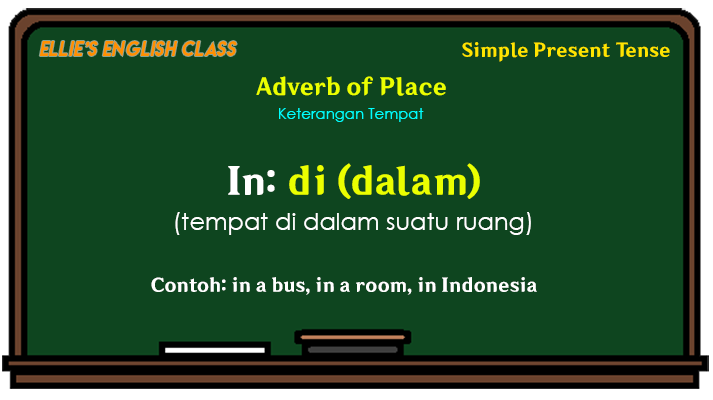 ELLIE'S ENGLISH CLASS
Simple Present Tense
Adverb of Place
Keterangan Tempat
In: di (dalam)
(tempat di dalam suatu ruang)
Contoh: in a bus, in a room, in Indonesia